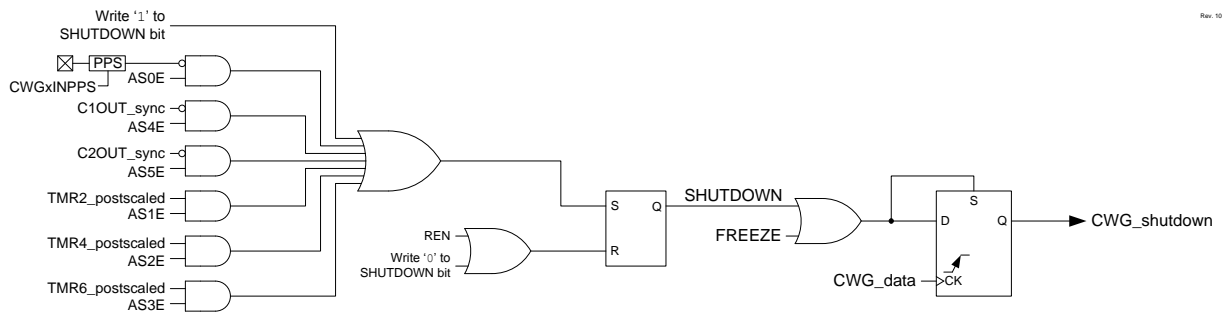 Write '1' to
SHUTDOWN bit
Rev. 10
PPS
CWGxINPPS
AS0E
C1OUT_sync
AS4E
C2OUT_sync
AS5E
TMR2_postscaled
AS1E
TMR4_postscaled
AS2E
TMR6_postscaled
AS3E
REN
Write '0' to
SHUTDOWN bit
S
Q
R
SHUTDOWN
FREEZE
S
D
Q
CWG_data
CK
CWG_shutdown